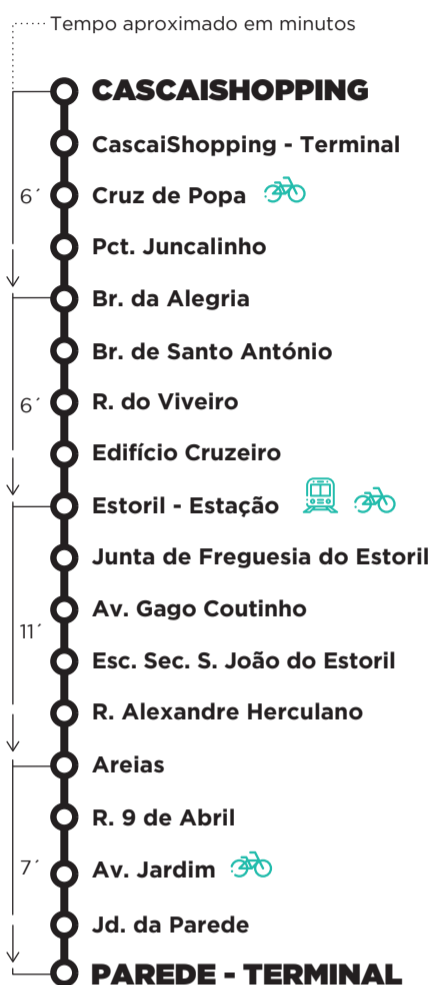 Tempo aproximado em minutos
CASCAISHOPPING
CascaiShopping - Terminal
6´ Cruz de Popa
Pct. Juncalinho
Br. da Alegria
Br. de Santo António
6´ R. do Viveiro
Edifício Cruzeiro
Estoril - Estação
Junta de Freguesia do Estoril
Av. Gago Coutinho
11´
Esc. Sec. S. João do Estoril
R. Alexandre Herculano
Areias
R. 9 de Abril
7´ Av. Jardim
Jd. da Parede
PAREDE - TERMINAL